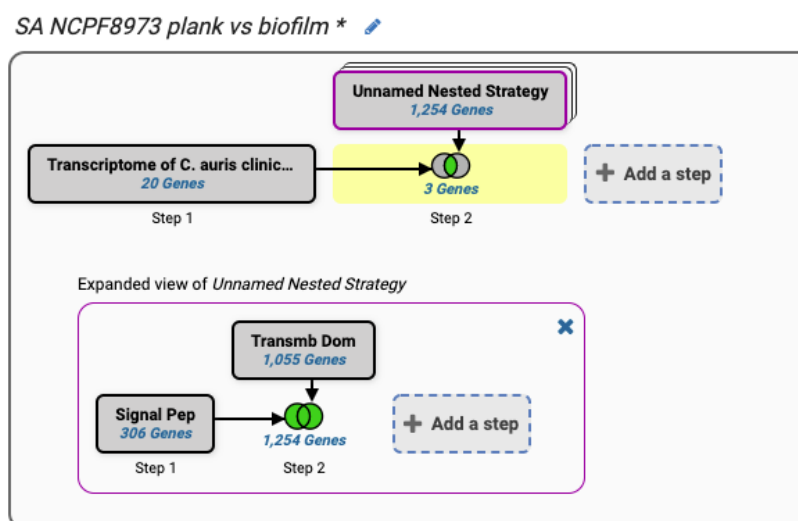 SA NCPF8973 plank vs biofilm *
Unnamed Nested Strategy
1,254 Genes
Transcriptome of C. auris clinic...
20 Genes
3 Genes
Add a step
Step 1
Step 2
Expanded view of Unnamed Nested Strategy
Transmb Dom
1,055 Genes
Signal Pep
306 Genes
1,254 Genes
Add a step
Step 1
Step 2